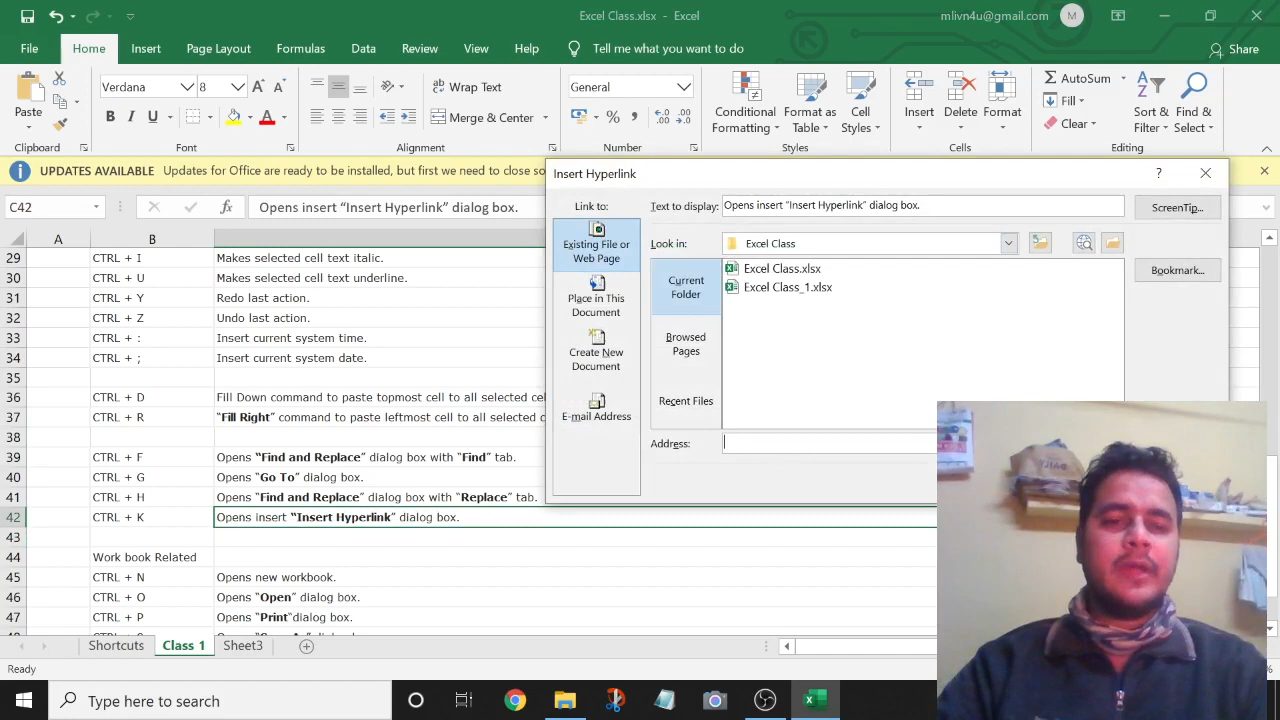 Excel Class.xlsx - Excel
mlivn4u@gmail.com M
File Home Insert Page Layout Formulas Data Review View Help Tell me what you want to do Share
Paste
Clipboard
Verdana 8
B I U
Font
Wrap Text
Merge & Center
Alignment
General
Number
Conditional Formatting
Format as Table
Cell Styles
Styles
Insert
Delete
Format
Cells
AutoSum
Fill
Clear
Sort & Filter
Find & Select
Editing
UPDATES AVAILABLE Updates for Office are ready to be installed, but first we need to close so
C42 fx Opens insert “Insert Hyperlink” dialog box.
A B
29 CTRL + I Makes selected cell text italic.
30 CTRL + U Makes selected cell text underline.
31 CTRL + Y Redo last action.
32 CTRL + Z Undo last action.
33 CTRL + : Insert current system time.
34 CTRL + ; Insert current system date.
35
36 CTRL + D Fill Down command to paste topmost cell to all selected ce
37 CTRL + R “Fill Right” command to paste leftmost cell to all selected c
38
39 CTRL + F Opens “Find and Replace” dialog box with “Find” tab.
40 CTRL + G Opens “Go To” dialog box.
41 CTRL + H Opens “Find and Replace” dialog box with “Replace” tab.
42 CTRL + K Opens insert “Insert Hyperlink” dialog box.
43
44 Work book Related
45 CTRL + N Opens new workbook.
46 CTRL + O Opens “Open” dialog box.
47 CTRL + P Opens “Print“dialog box.
Insert Hyperlink ?
Link to:
Existing File or Web Page
Place in This Document
Create New Document
E-mail Address
Text to display: Opens insert “Insert Hyperlink” dialog box.
ScreenTip...
Look in: Excel Class
Bookmark...
Current Folder
Browsed Pages
Recent Files
Excel Class.xlsx
Excel Class_1.xlsx
Address:
Shortcuts Class 1 Sheet3
Ready
%
Type here to search